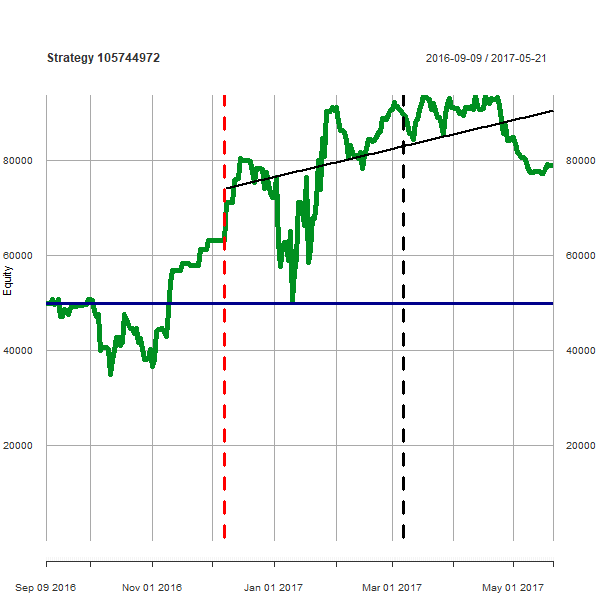 Strategy 105744972
2016-09-09 / 2017-05-21
80000 80000
60000 60000
Equity
40000 40000
20000 20000
Sep 09 2016 Nov 01 2016 Jan 01 2017 Mar 01 2017 May 01 2017